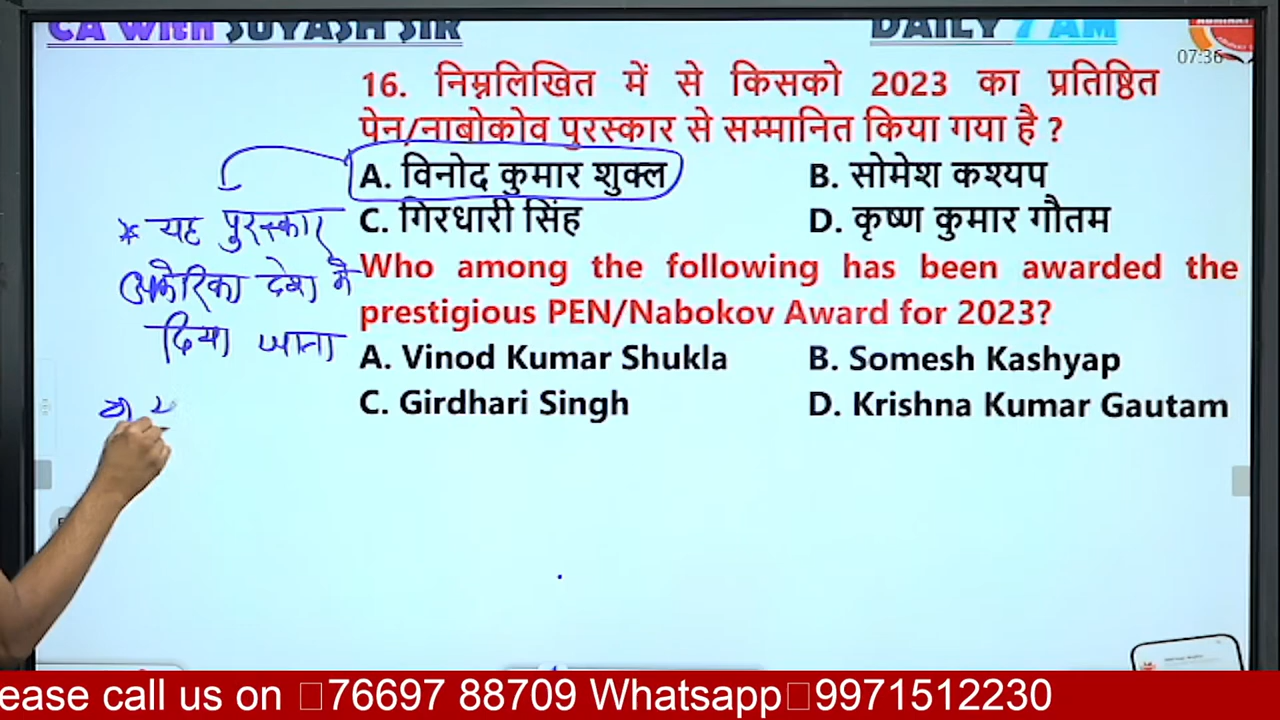 CA With SUYASH SIR
DAILY 7 AM
07:36
16. निम्नलिखित में से किसको 2023 का प्रतिष्ठित
पेन/नाबोकोव पुरस्कार से सम्मानित किया गया है ?
A. विनोद कुमार शुक्ल
B. सोमेश कश्यप
C. गिरधारी सिंह
D. कृष्ण कुमार गौतम
Who among the following has been awarded the
prestigious PEN/Nabokov Award for 2023?
A. Vinod Kumar Shukla
B. Somesh Kashyap
C. Girdhari Singh
D. Krishna Kumar Gautam
* यह पुरस्कार
अमेरिका देश में
दिया जाता
ease call us on 76697 88709 Whatsapp 9971512230